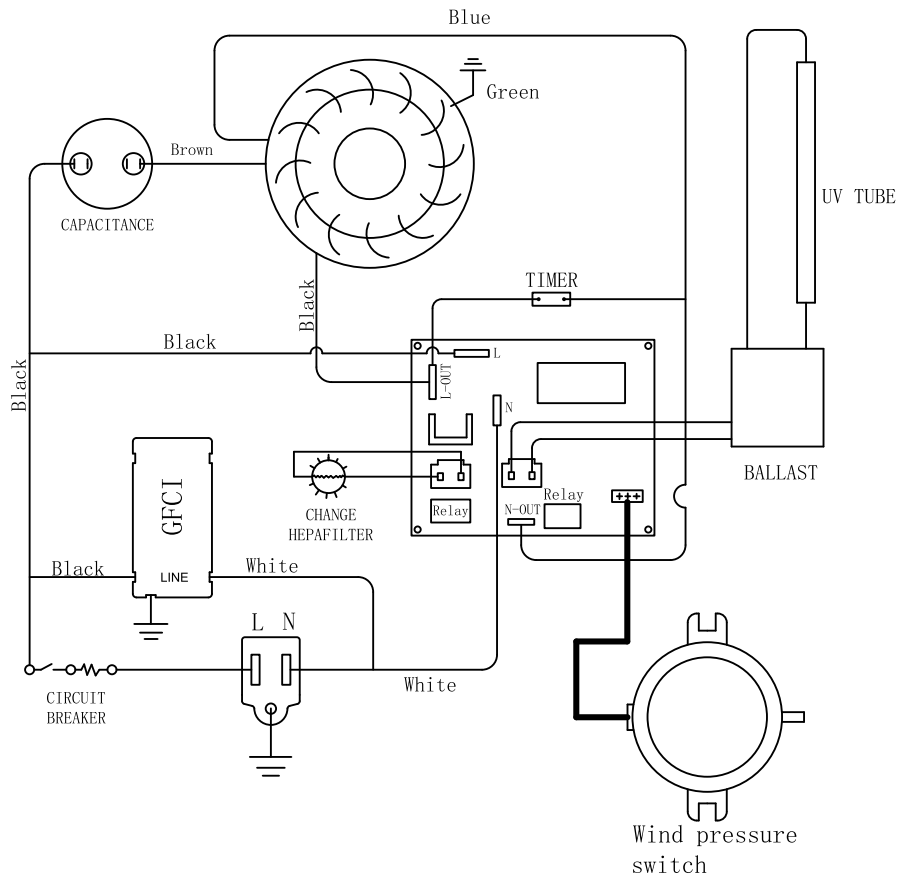 Blue
Green
Brown
CAPACITANCE
UV TUBE
TIMER
Black
Black
L
L-OUT
Black
N
BALLAST
GFCI
CHANGE
HEPAFILTER
Relay
Relay
N-OUT
LINE
Black
White
L N
White
CIRCUIT
BREAKER
Wind pressure
switch